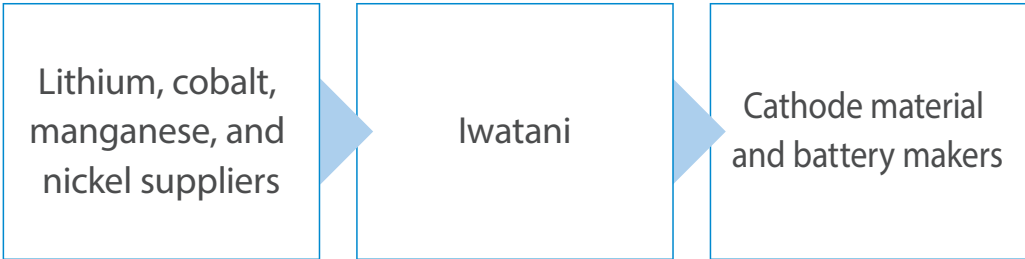 Lithium, cobalt,
manganese, and
nickel suppliers
Iwatani
Cathode material
and battery makers